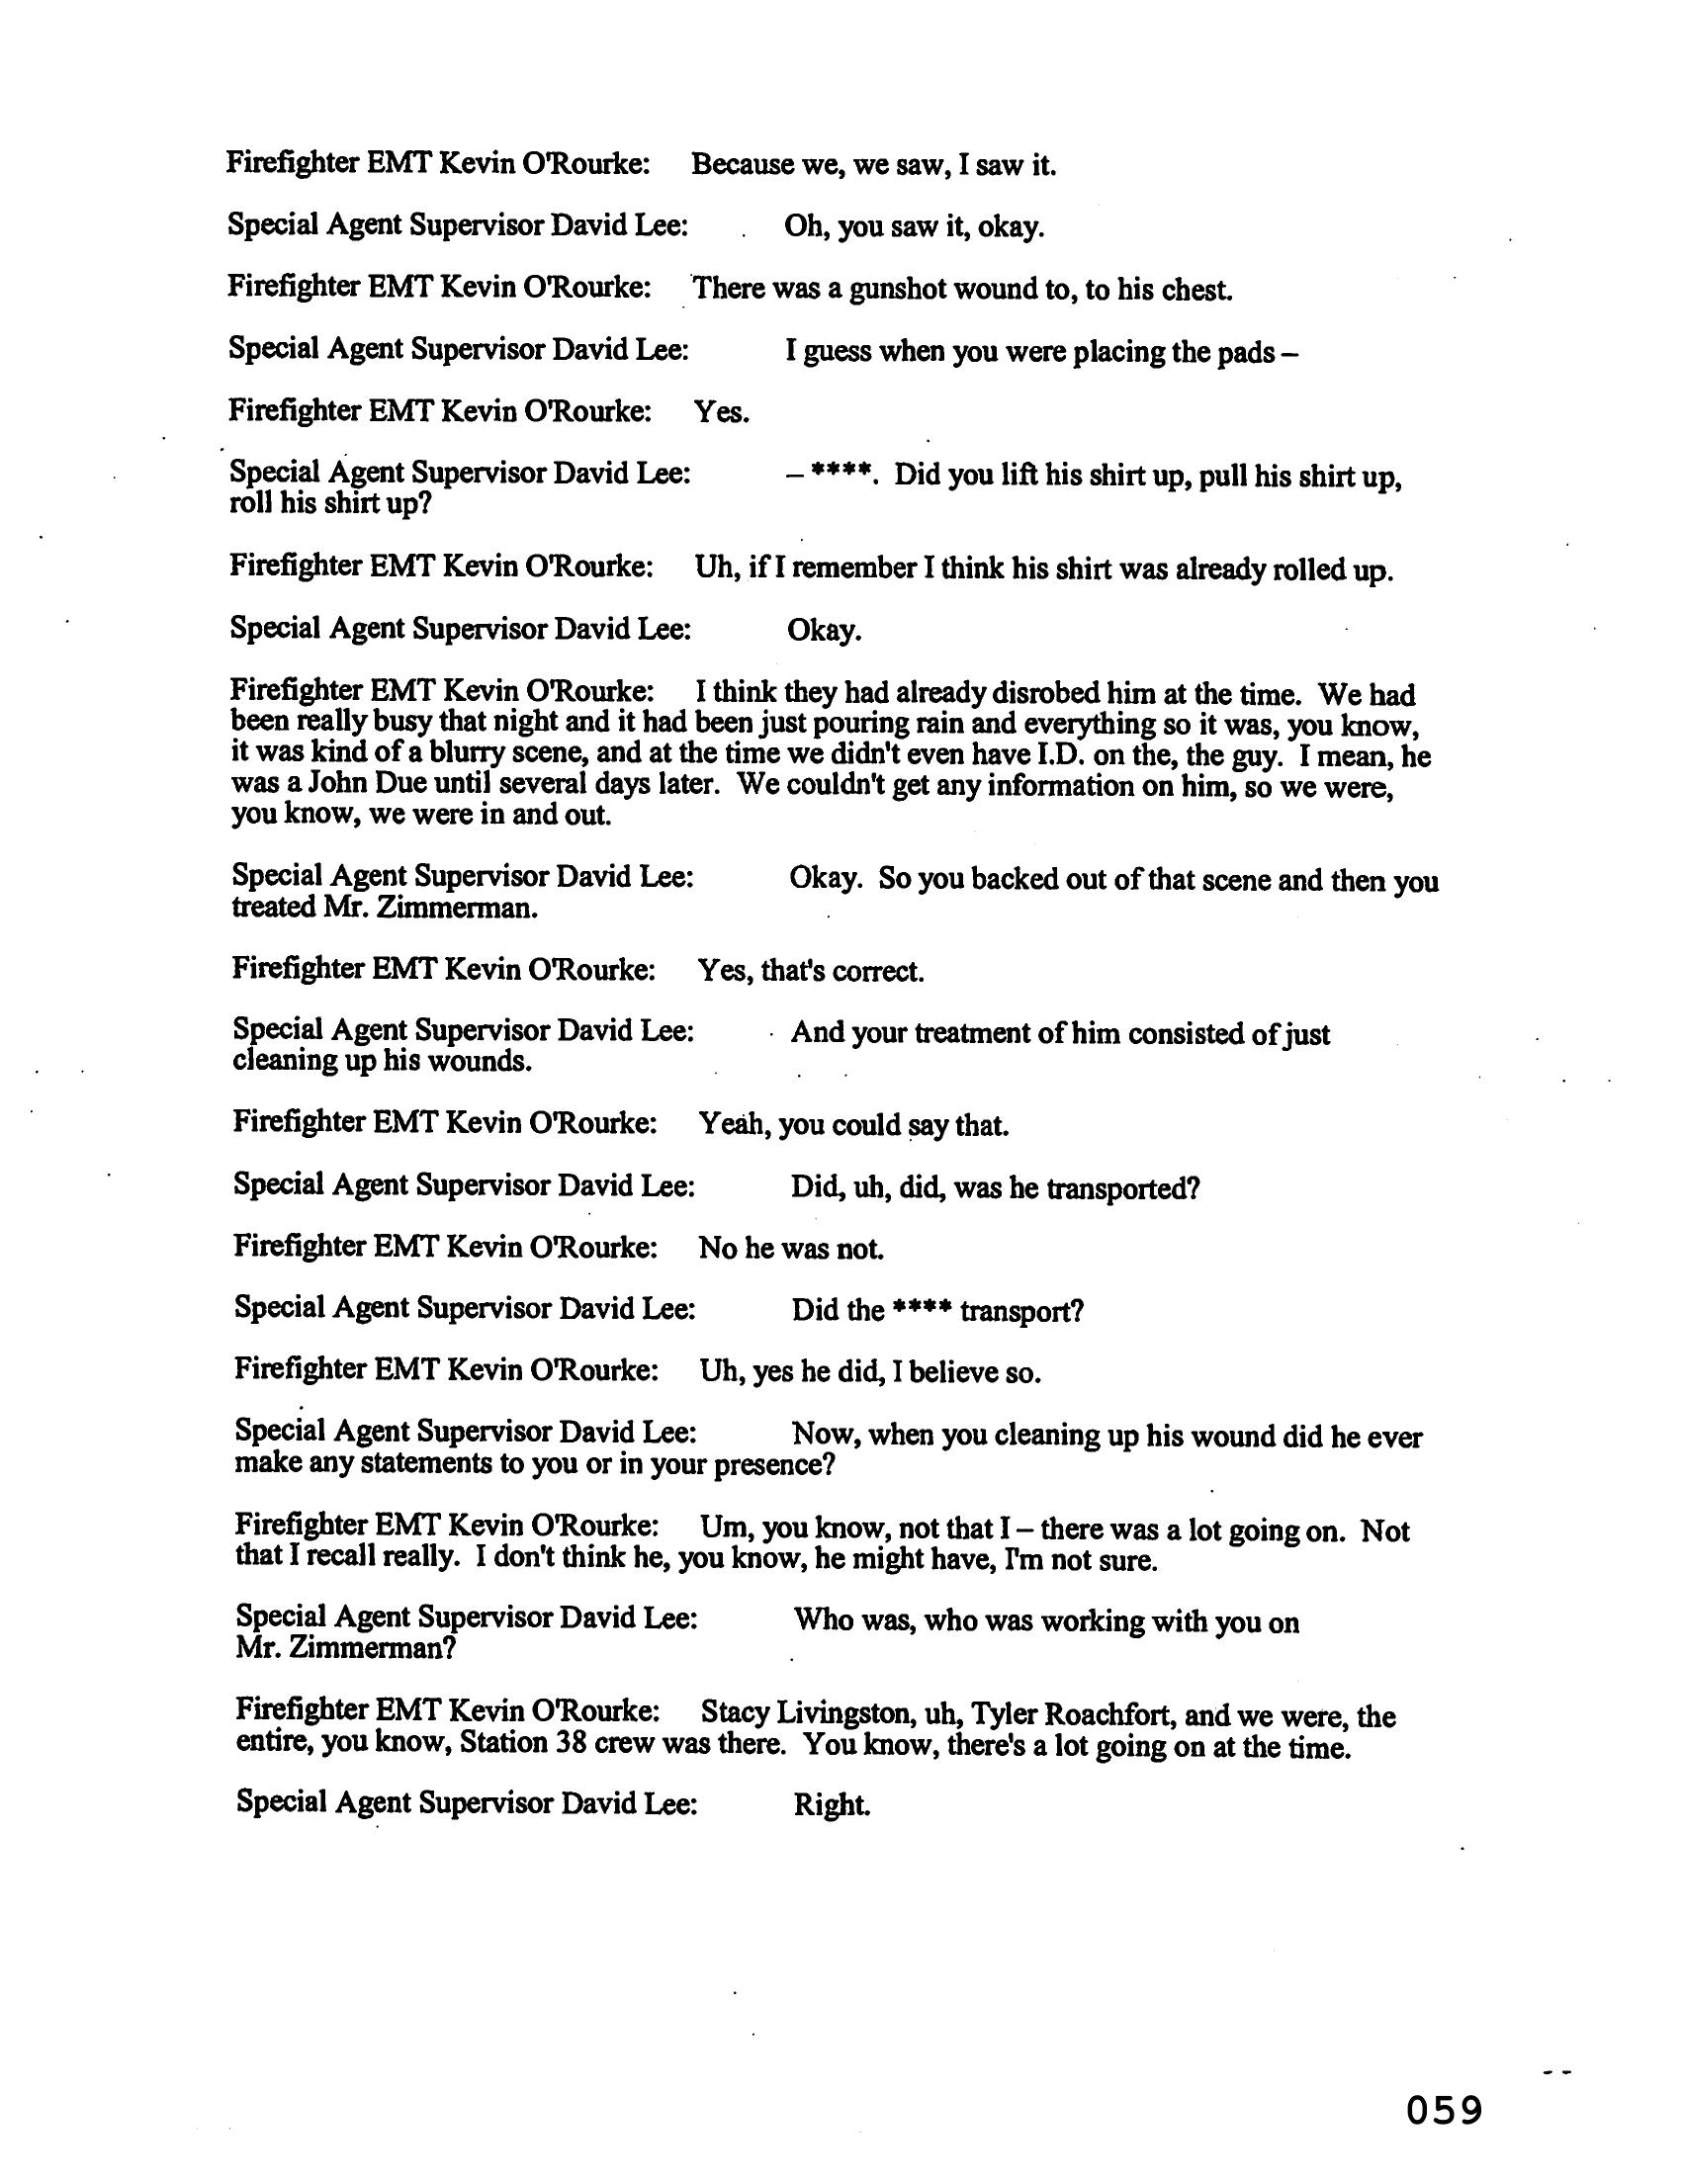 Firefighter EMT Kevin O'Rourke: Because we, we saw, I saw it.
Special Agent Supervisor David Lee: Oh, you saw it, okay.
Firefighter EMT Kevin O'Rourke: There was a gunshot wound to, to his chest.
Special Agent Supervisor David Lee: I guess when you were placing the pads –
Firefighter EMT Kevin O'Rourke: Yes.
Special Agent Supervisor David Lee: – ****. Did you lift his shirt up, pull his shirt up,
roll his shirt up?
Firefighter EMT Kevin O'Rourke: Uh, if I remember I think his shirt was already rolled up.
Special Agent Supervisor David Lee: Okay.
Firefighter EMT Kevin O'Rourke: I think they had already disrobed him at the time. We had
been really busy that night and it had been just pouring rain and everything so it was, you know,
it was kind of a blurry scene, and at the time we didn't even have I.D. on the, the guy. I mean, he
was a John Due until several days later. We couldn't get any information on him, so we were,
you know, we were in and out.
Special Agent Supervisor David Lee: Okay. So you backed out of that scene and then you
treated Mr. Zimmerman.
Firefighter EMT Kevin O'Rourke: Yes, that's correct.
Special Agent Supervisor David Lee: And your treatment of him consisted of just
cleaning up his wounds.
Firefighter EMT Kevin O'Rourke: Yeah, you could say that.
Special Agent Supervisor David Lee: Did, uh, did, was he transported?
Firefighter EMT Kevin O'Rourke: No he was not.
Special Agent Supervisor David Lee: Did the **** transport?
Firefighter EMT Kevin O'Rourke: Uh, yes he did, I believe so.
Special Agent Supervisor David Lee: Now, when you cleaning up his wound did he ever
make any statements to you or in your presence?
Firefighter EMT Kevin O'Rourke: Um, you know, not that I – there was a lot going on. Not
that I recall really. I don't think he, you know, he might have, I'm not sure.
Special Agent Supervisor David Lee: Who was, who was working with you on
Mr. Zimmerman?
Firefighter EMT Kevin O'Rourke: Stacy Livingston, uh, Tyler Roachfort, and we were, the
entire, you know, Station 38 crew was there. You know, there's a lot going on at the time.
Special Agent Supervisor David Lee: Right.
059